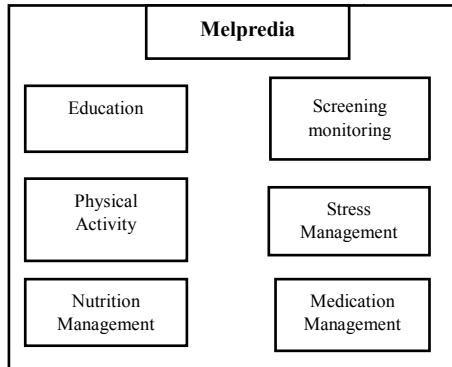 Melpredia
Education
Screening
monitoring
Physical
Activity
Stress
Management
Nutrition
Management
Medication
Management